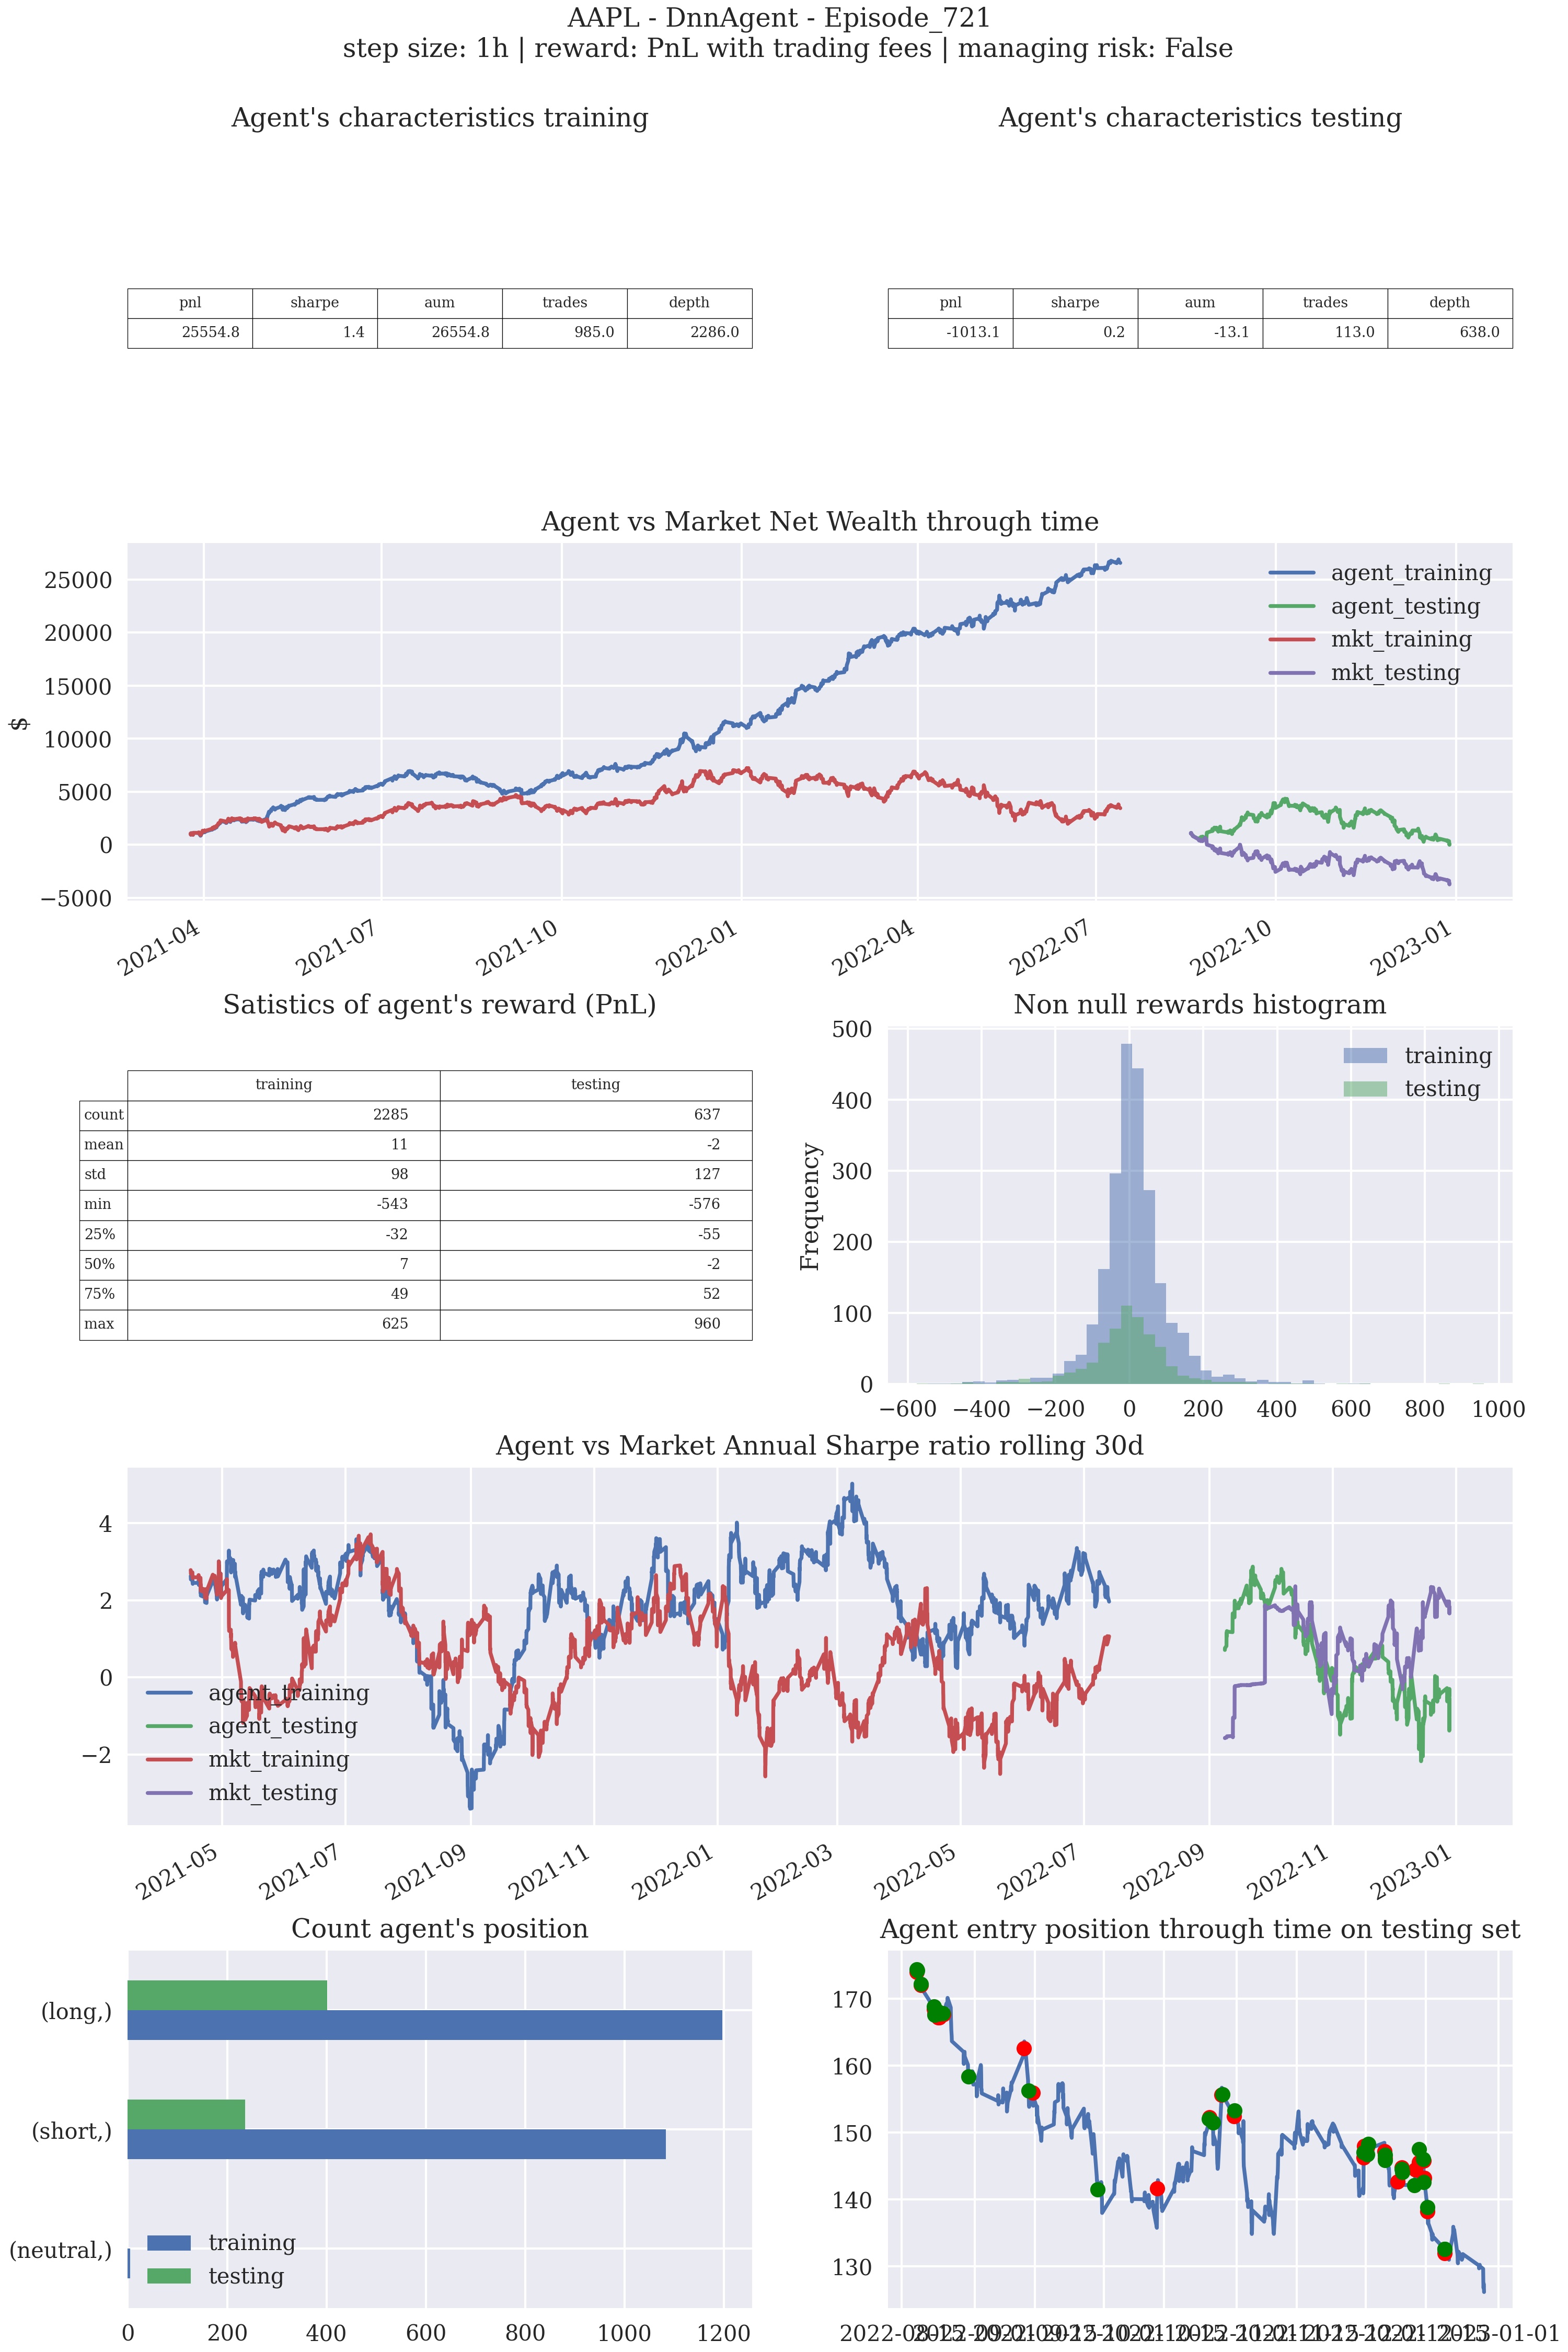 AAPL - DnnAgent - Episode_721
step size: 1h | reward: PnL with trading fees | managing risk: False
Agent's characteristics training
pnl sharpe aum trades depth
25554.8 1.4 26554.8 985.0 2286.0
Agent's characteristics testing
pnl sharpe aum trades depth
-1013.1 0.2 -13.1 113.0 638.0
Agent vs Market Net Wealth through time
$
25000
20000
15000
10000
5000
0
−5000
agent_training
agent_testing
mkt_training
mkt_testing
2021-04 2021-07 2021-10 2022-01 2022-04 2022-07 2022-10 2023-01
Satistics of agent's reward (PnL)
training testing
count 2285 637
mean 11 -2
std 98 127
min -543 -576
25% -32 -55
50% 7 -2
75% 49 52
max 625 960
Non null rewards histogram
Frequency
500
400
300
200
100
0
training
testing
−600 −400 −200 0 200 400 600 800 1000
Agent vs Market Annual Sharpe ratio rolling 30d
4
2
0
−2
agent_training
agent_testing
mkt_training
mkt_testing
2021-05 2021-07 2021-09 2021-11 2022-01 2022-03 2022-05 2022-07 2022-09 2022-11 2023-01
Count agent's position
(long,)
(short,)
(neutral,)
training
testing
0 200 400 600 800 1000 1200
Agent entry position through time on testing set
170
160
150
140
130